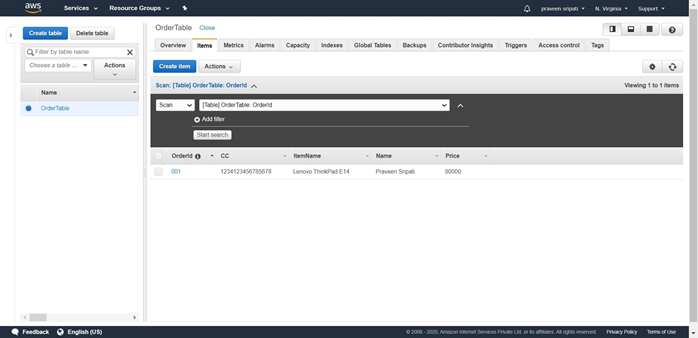 aws
Services
Resource Groups
praveen sripati
N. Virginia
Support
Create table
Delete table
Filter by table name
Choose a table ...
Actions
Name
OrderTable
OrderTable
Close
Overview
Items
Metrics
Alarms
Capacity
Indexes
Global Tables
Backups
Contributor Insights
Triggers
Access control
Tags
Create item
Actions
Scan: [Table] OrderTable: OrderId
Viewing 1 to 1 items
Scan
[Table] OrderTable: OrderId
Add filter
Start search
OrderId
CC
ItemName
Name
Price
001
1234123456785678
Lenovo ThinkPad E14
Praveen Sripati
80000
Feedback
English (US)
© 2008 - 2020, Amazon Internet Services Private Ltd. or its affiliates. All rights reserved.
Privacy Policy
Terms of Use